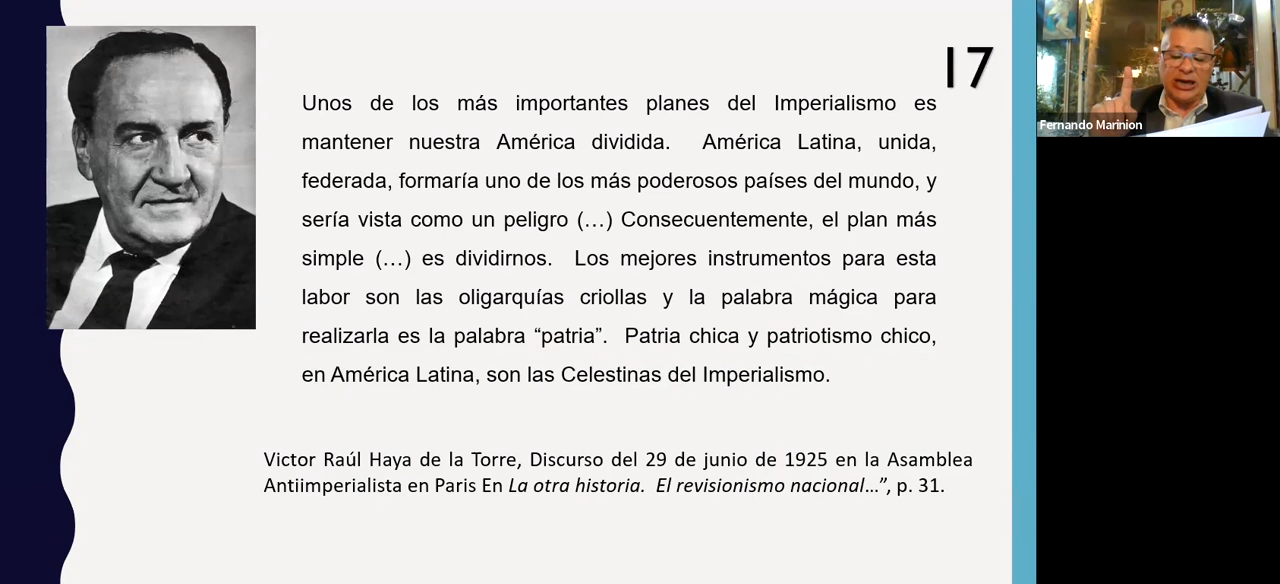 17
Unos de los más importantes planes del Imperialismo es
mantener nuestra América dividida. América Latina, unida,
federada, formaría uno de los más poderosos países del mundo, y
sería vista como un peligro (…) Consecuentemente, el plan más
simple (…) es dividirnos. Los mejores instrumentos para esta
labor son las oligarquías criollas y la palabra mágica para
realizarla es la palabra “patria”. Patria chica y patriotismo chico,
en América Latina, son las Celestinas del Imperialismo.
Victor Raúl Haya de la Torre, Discurso del 29 de junio de 1925 en la Asamblea
Antiimperialista en Paris En La otra historia. El revisionismo nacional…”, p. 31.
Fernando Marinion